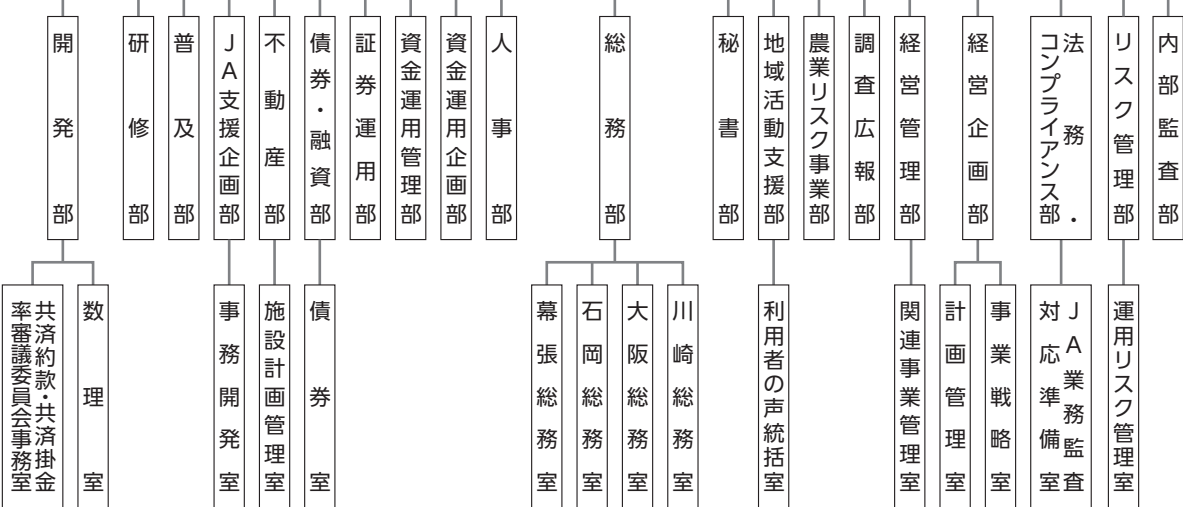 内部監査部
リスク管理部
法務・
コンプライアンス部
経営企画部
経営管理部
調査広報部
農業リスク事業部
地域活動支援部
秘書部
総務部
人事部
資金運用企画部
資金運用管理部
証券運用部
債券・融資部
不動産部
JA支援企画部
普及部
研修部
開発部
運用リスク管理室
JA業務監査
対応準備室
事業戦略室
計画管理室
関連事業管理室
利用者の声統括室
川崎総務室
大阪総務室
石岡総務室
幕張総務室
債券室
施設計画管理室
事務開発室
数理室
共済約款・共済掛金
率審議委員会事務室